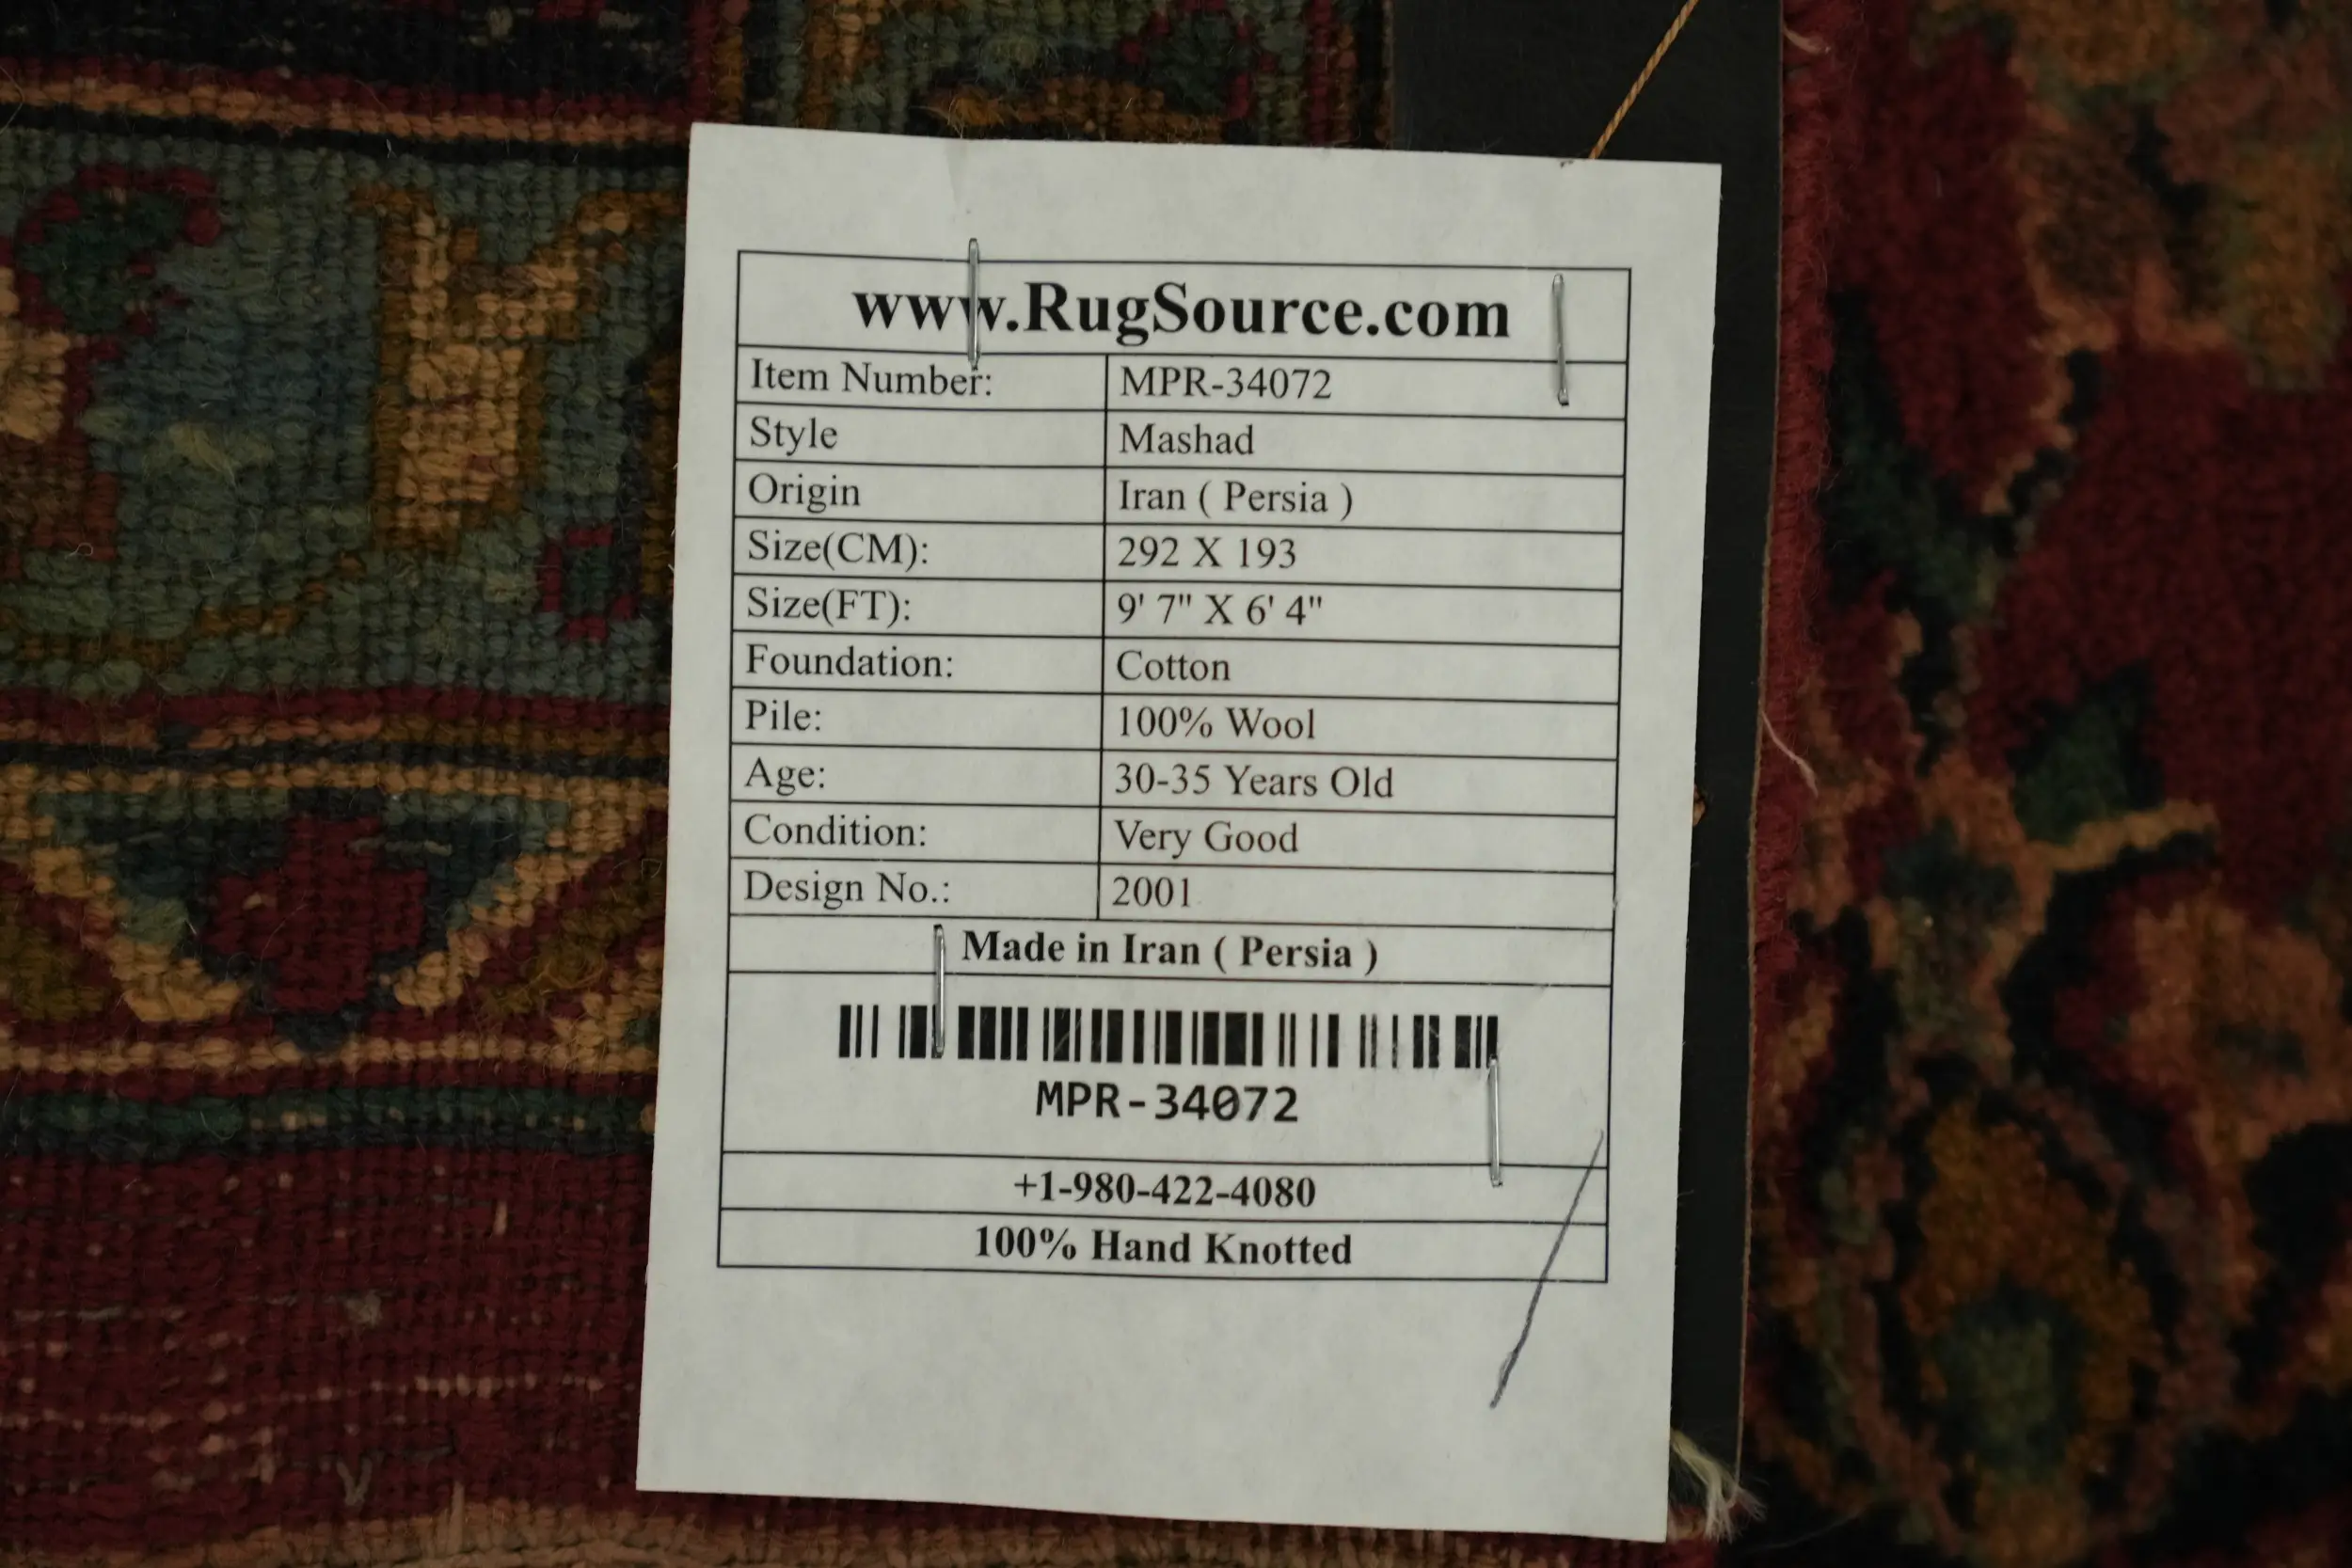 www.RugSource.com
Item Number: MPR-34072
Style Mashad
Origin Iran ( Persia )
Size(CM): 292 X 193
Size(FT): 9' 7" X 6' 4"
Foundation: Cotton
Pile: 100% Wool
Age: 30-35 Years Old
Condition: Very Good
Design No.: 2001
Made in Iran ( Persia )
MPR-34072
+1-980-422-4080
100% Hand Knotted